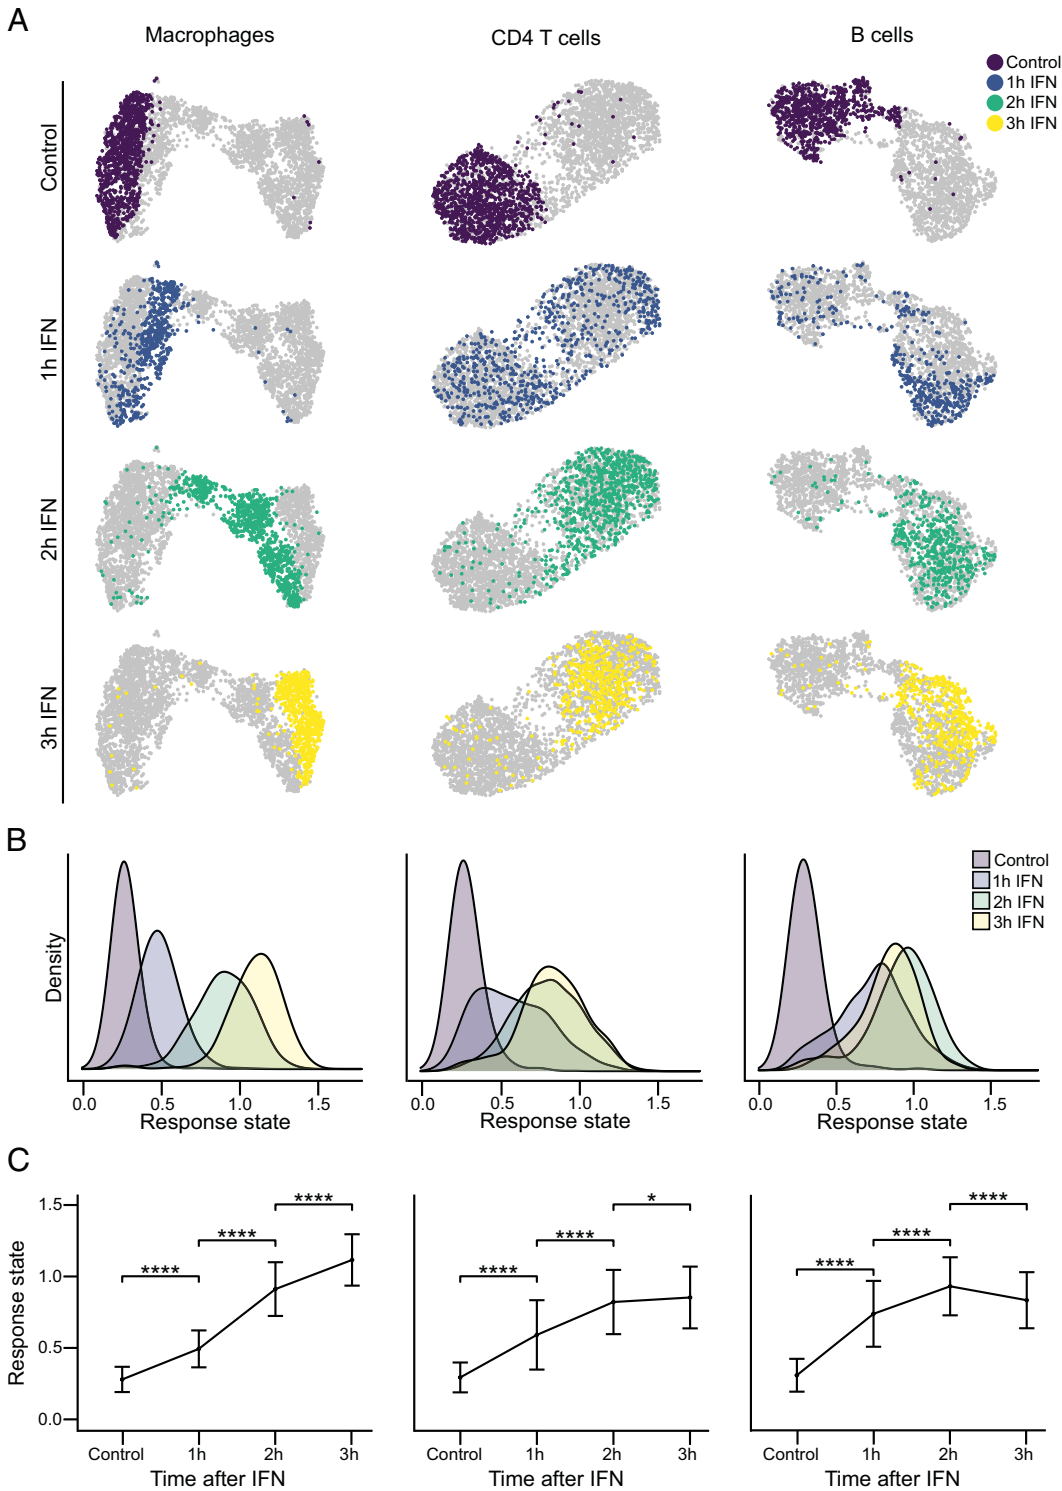 A
Macrophages
CD4 T cells
B cells
Control
1h IFN
2h IFN
3h IFN
Control
1h IFN
2h IFN
3h IFN
B
Control
1h IFN
2h IFN
3h IFN
Density
0.0 0.5 1.0 1.5
0.0 0.5 1.0 1.5
0.0 0.5 1.0 1.5
Response state
Response state
Response state
C
Response state
1.5
1.0
0.5
0.0
**** **** ****
**** **** *
**** **** ****
Control 1h 2h 3h
Control 1h 2h 3h
Control 1h 2h 3h
Time after IFN
Time after IFN
Time after IFN